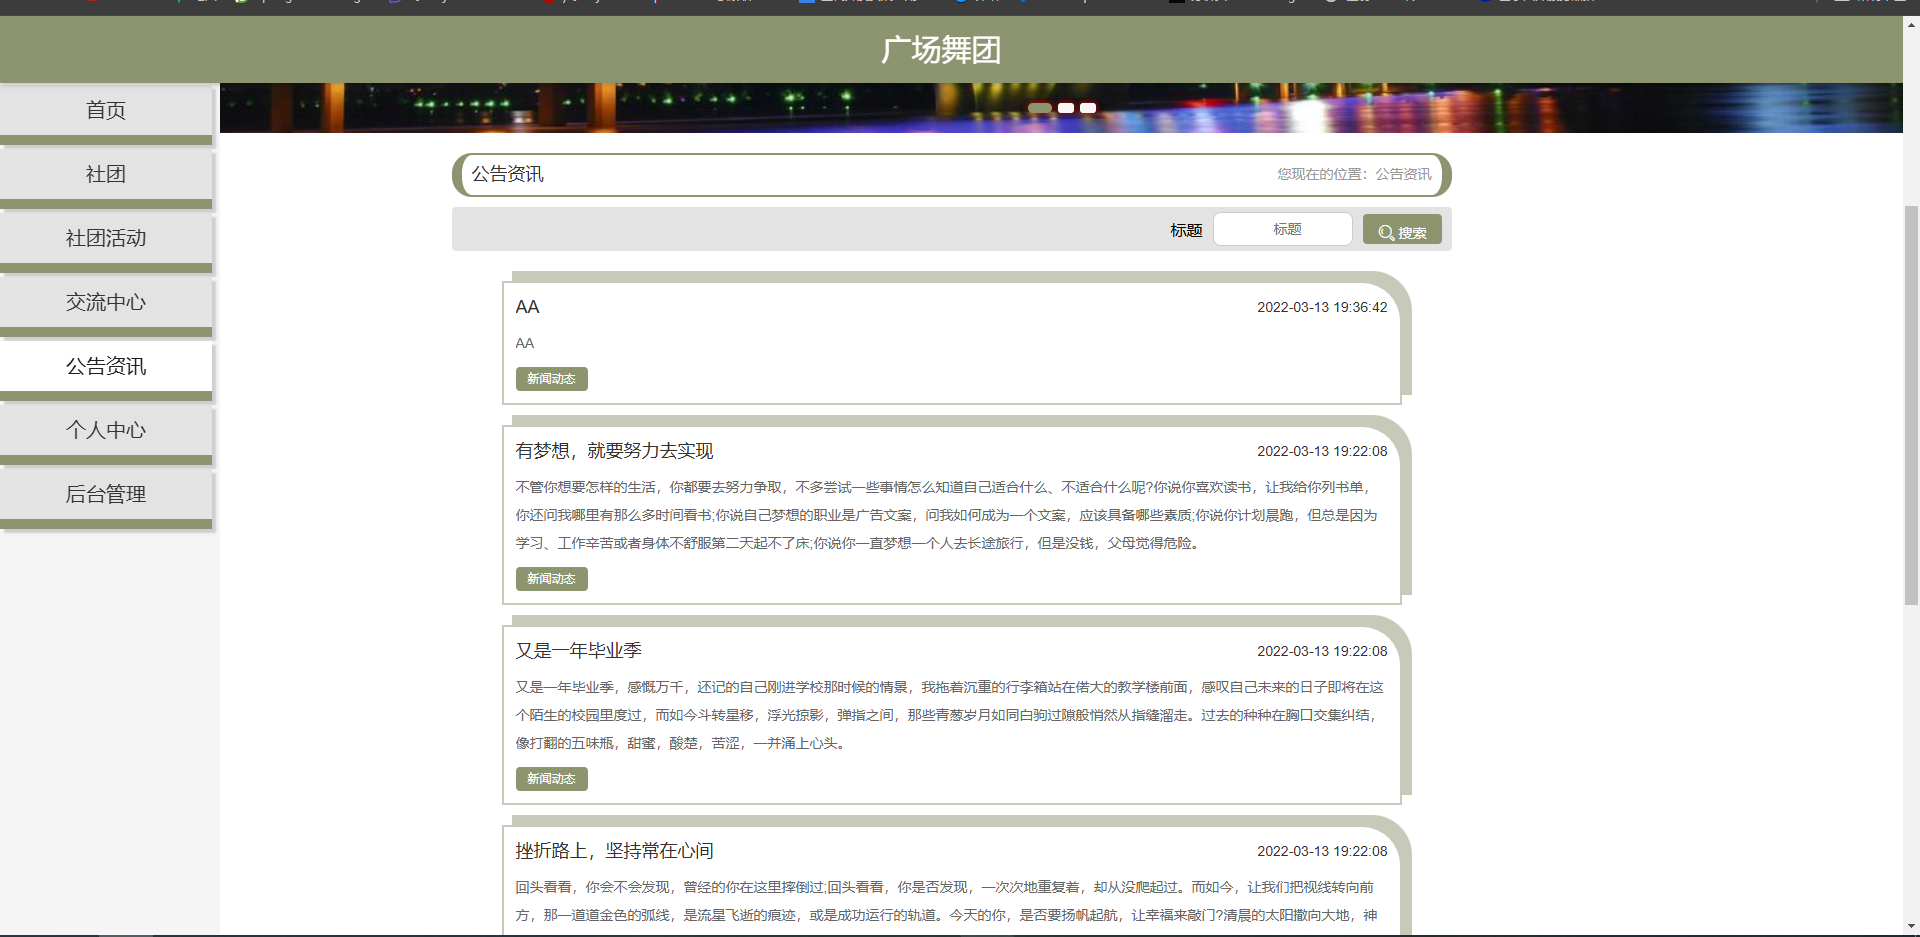 广场舞团
首页
社团
社团活动
交流中心
公告资讯
个人中心
后台管理
公告资讯
您现在的位置：公告资讯
标题
标题
搜索
AA
2022-03-13 19:36:42
AA
新闻动态
有梦想，就要努力去实现
2022-03-13 19:22:08
不管你想要怎样的生活，你都要去努力争取，不多尝试一些事情怎么知道自己适合什么、不适合什么呢?你说你喜欢读书，让我给你列书单，
你还问我哪里有那么多时间看书;你说自己梦想的职业是广告文案，问我如何成为一个文案，应该具备哪些素质;你说你计划晨跑，但总是因为
学习、工作辛苦或者身体不舒服第二天起不了床;你说你一直梦想一个人去长途旅行，但是没钱，父母觉得危险。
新闻动态
又是一年毕业季
2022-03-13 19:22:08
又是一年毕业季，感慨万千，还记的自己刚进学校那时候的情景，我拖着沉重的行李箱站在偌大的教学楼前面，感叹自己未来的日子即将在这
个陌生的校园里度过，而如今斗转星移，浮光掠影，弹指之间，那些青葱岁月如同白驹过隙般悄然从指缝溜走。过去的种种在胸口交集纠结，
像打翻的五味瓶，甜蜜，酸楚，苦涩，一并涌上心头。
新闻动态
挫折路上，坚持常在心间
2022-03-13 19:22:08
回头看看，你会不会发现，曾经的你在这里摔倒过;回头看看，你是否发现，一次次地重复着，却从没爬起过。而如今，让我们把视线转向前
方，那一道道金色的弧线，是流星飞逝的痕迹，或是成功运行的轨道。今天的你，是否要扬帆起航，让幸福来敲门?清晨的太阳撒向大地，神